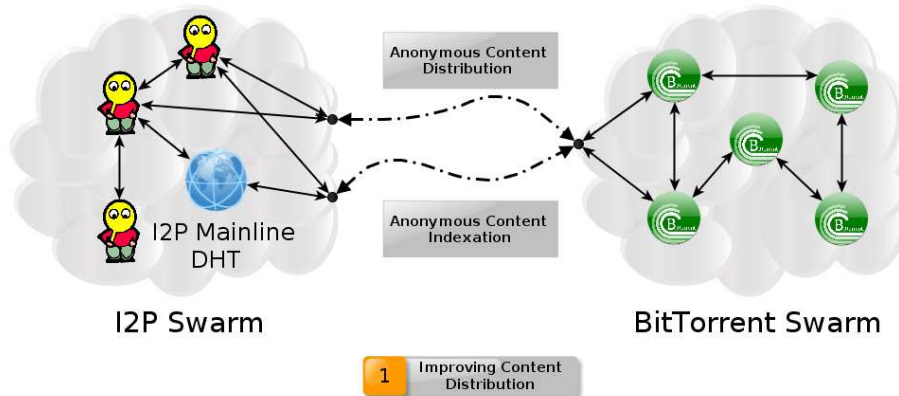 Anonymous Content
Distribution
I2P Mainline
DHT
Anonymous Content
Indexation
I2P Swarm
BitTorrent Swarm
1
Improving Content
Distribution